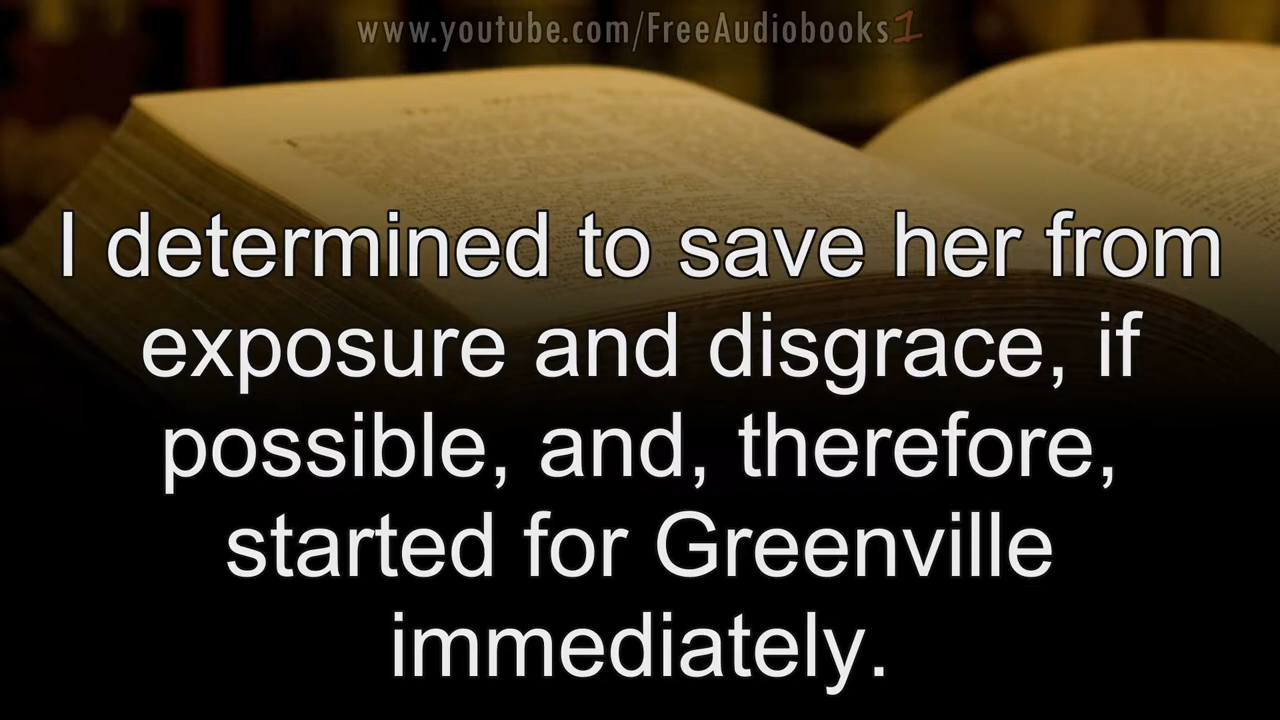 www.youtube.com/FreeAudiobooks1
I determined to save her from
exposure and disgrace, if
possible, and, therefore,
started for Greenville
immediately.